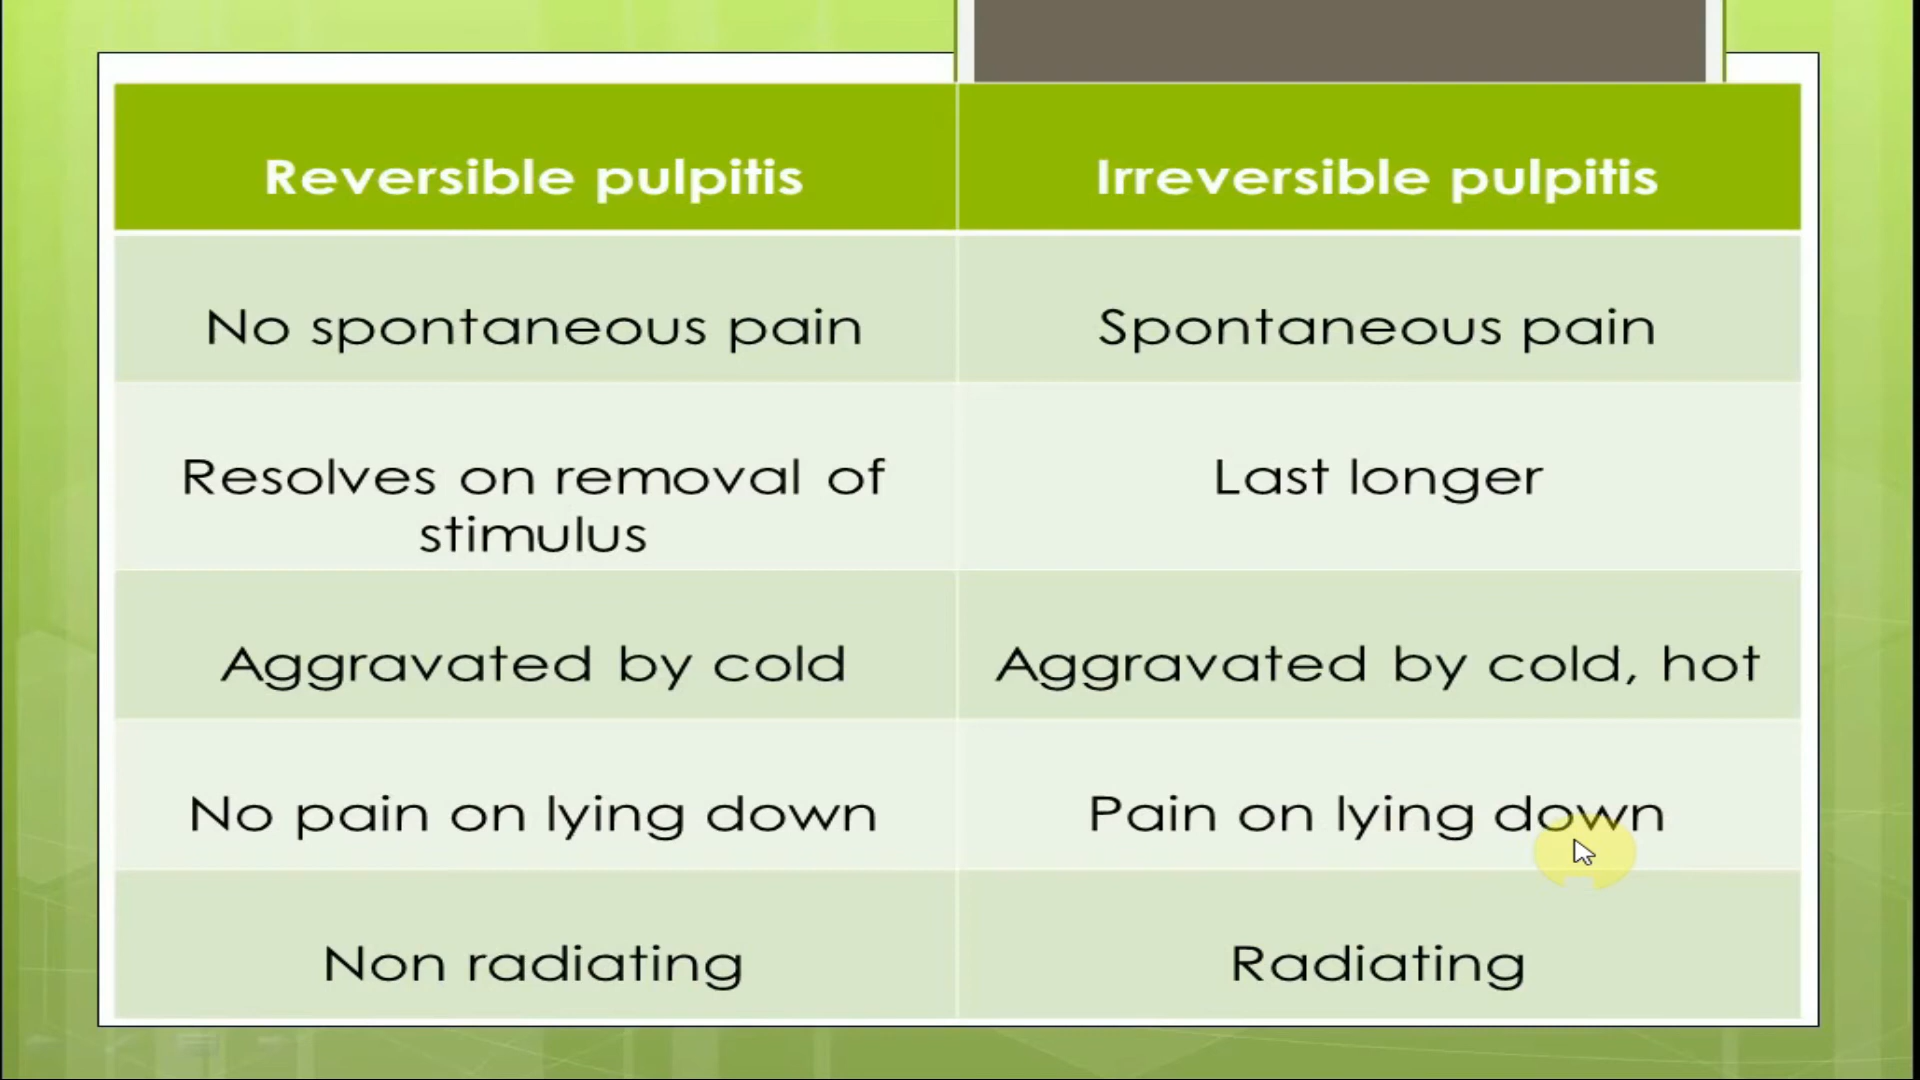 Reversible pulpitis
Irreversible pulpitis
No spontaneous pain
Spontaneous pain
Resolves on removal of
stimulus
Last longer
Aggravated by cold
Aggravated by cold, hot
No pain on lying down
Pain on lying down
Non radiating
Radiating